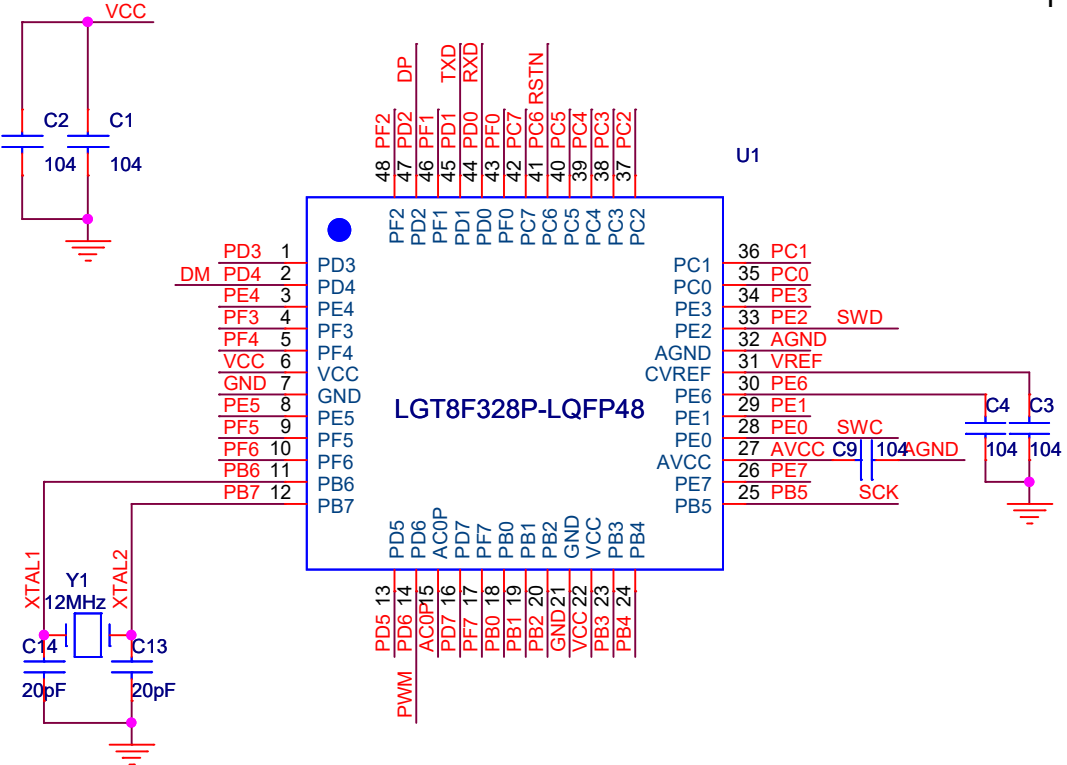 VCC
C2
C1
104
104
DP
TXD
RXD
RSTN
PF2
PD2
PF1
PD1
PD0
PF0
PC7
PC6
PC5
PC4
PC3
PC2
48
47
46
45
44
43
42
41
40
39
38
37
U1
PF2
PD2
PF1
PD1
PD0
PF0
PC7
PC6
PC5
PC4
PC3
PC2
PD3 1 PD3
DM PD4 2 PD4
PE4 3 PE4
PF3 4 PF3
PF4 5 PF4
VCC 6 VCC
GND 7 GND
PE5 8 PE5
PF5 9 PF5
PF6 10 PF6
PB6 11 PB6
PB7 12 PB7
LGT8F328P-LQFP48
PC1 36 PC1
PC0 35 PC0
PE3 34 PE3
PE2 33 PE2 SWD
AGND 32 AGND
CVREF 31 VREF
PE6 30 PE6
PE1 29 PE1
PE0 28 PE0 SWC
AVCC 27 AVCC C9 104 AGND
PE7 26 PE7
PB5 25 PB5 SCK
C4
C3
104
104
PD5
PD6
AC0P
PD7
PF7
PB0
PB1
PB2
GND
VCC
PB3
PB4
13
14
15
16
17
18
19
20
21
22
23
24
PD5
PD6
AC0P
PD7
PF7
PB0
PB1
PB2
GND
VCC
PB3
PB4
PWM
XTAL1
XTAL2
Y1
12MHz
C14
C13
20pF
20pF